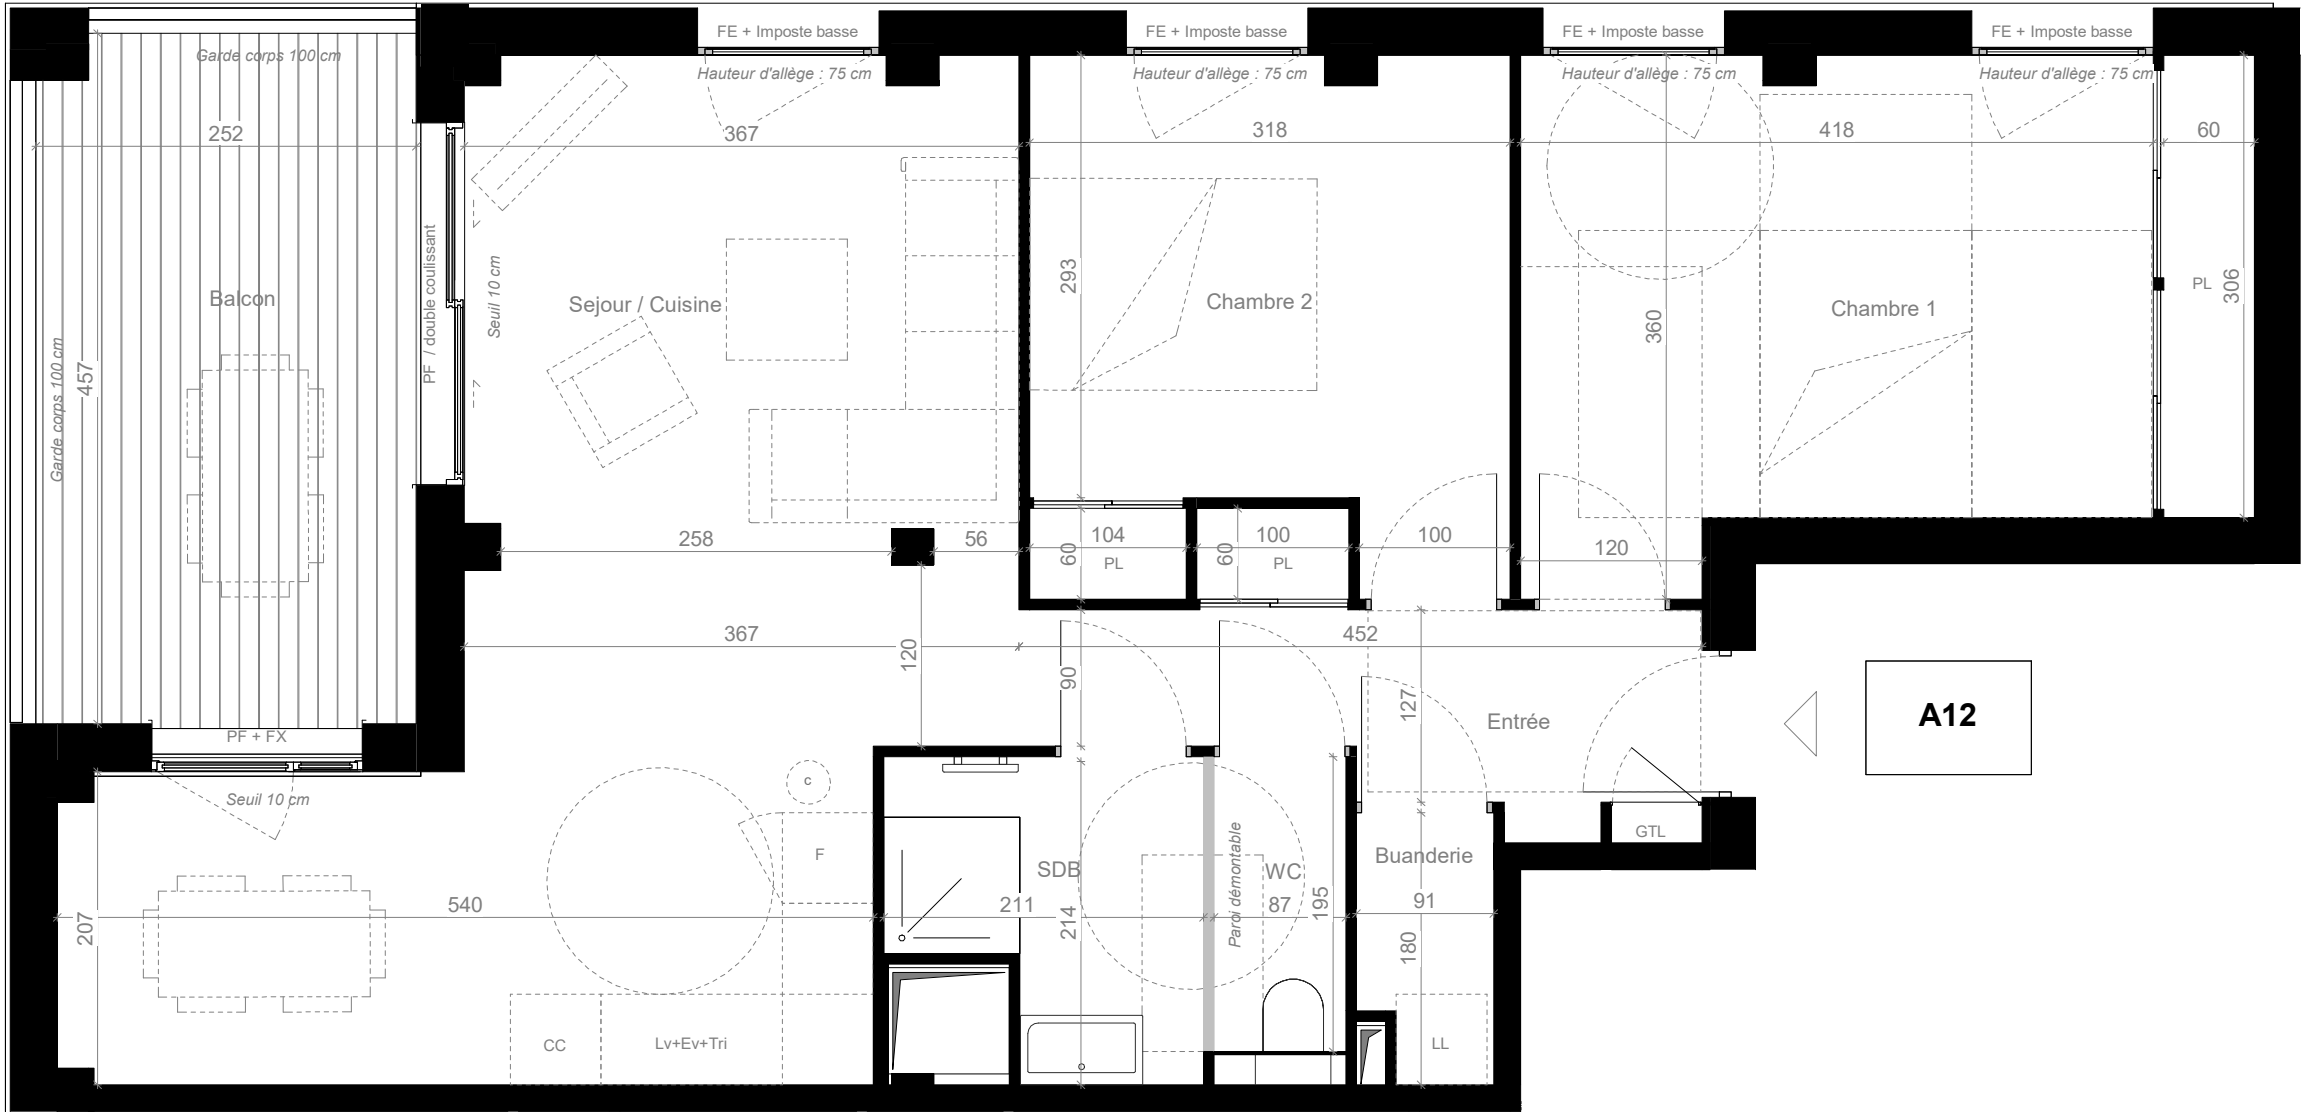 FE + Imposte basse
FE + Imposte basse
FE + Imposte basse
FE + Imposte basse
Garde corps 100 cm
Hauteur d'allège : 75 cm
Hauteur d'allège : 75 cm
Hauteur d'allège : 75 cm
Hauteur d'allège : 75 cm
252
367
318
418
60
PF / double coulissant
Seuil 10 cm
293
306
PL
Balcon
Sejour / Cuisine
Chambre 2
Chambre 1
360
Garde corps 100 cm
457
258
56
60
104
PL
60
100
PL
100
120
367
452
120
90
127
Entrée
A12
PF + FX
Seuil 10 cm
c
F
GTL
SDB
WC
Buanderie
Paroi démontable
207
540
211
214
87
195
91
180
CC
Lv+Ev+Tri
LL